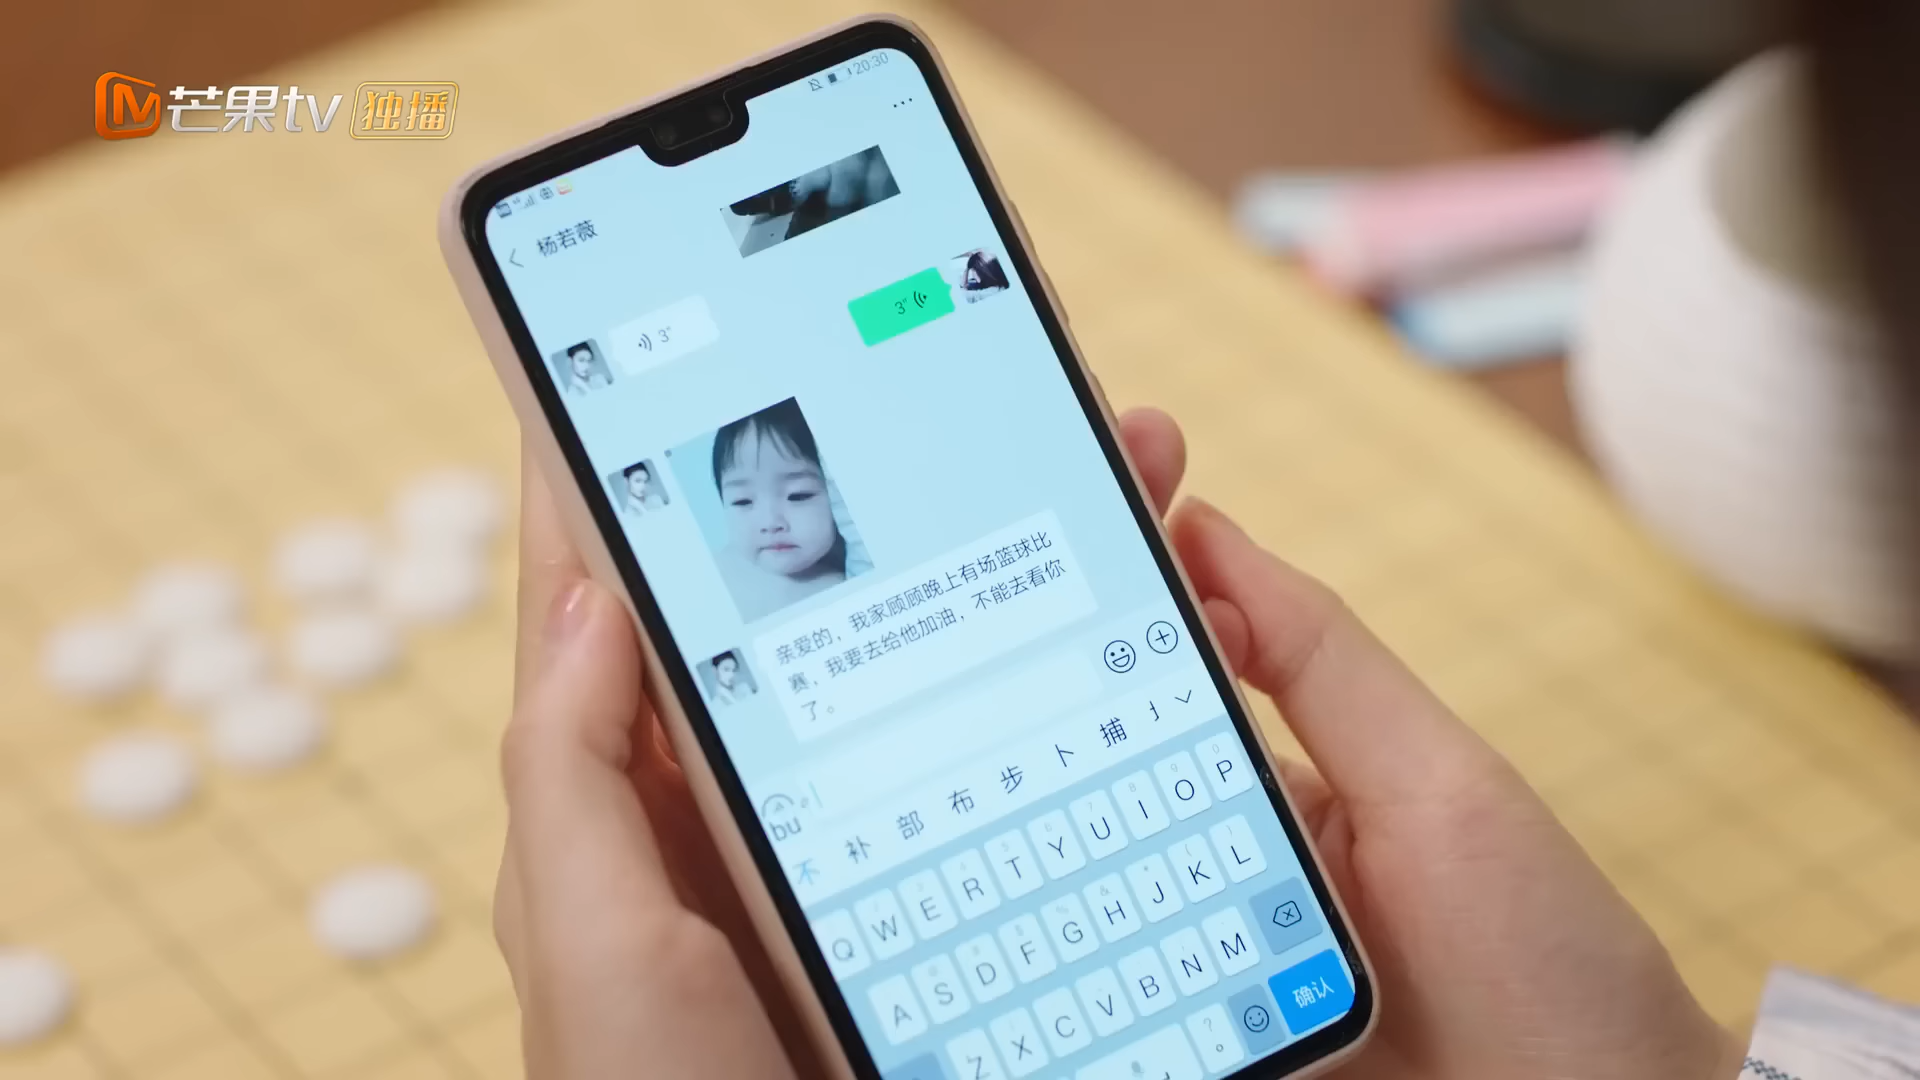 芒果tv 独播
20:30
杨若薇
3"
3"
亲爱的，我家顾顾晚上有场篮球比
赛，我要去给他加油，不能去看你
了。
bu
不 补 部 布 步 卜 捕 扌
Q W E R T Y U I O P
A S D F G H J K L
Z X C V B N M
确认